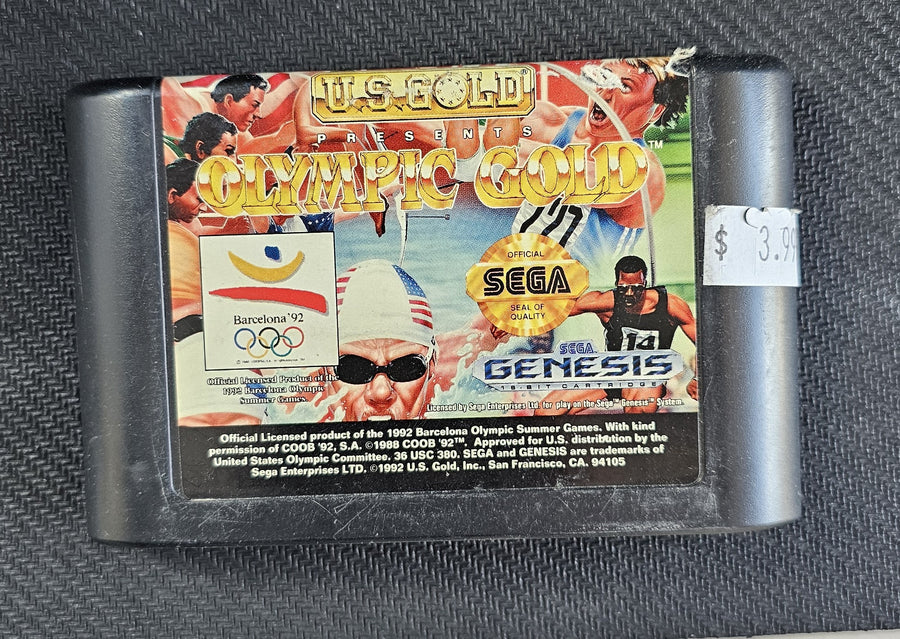 U.S. GOLD®
PRESENTS
OLYMPIC GOLD™
OFFICIAL
SEGA
SEAL OF
QUALITY
$ 3.99
Barcelona '92
14
SEGA
GENESIS
16-BIT CARTRIDGE
Official Licensed Product of the
1992 Barcelona Olympic
Summer Games.
Licensed by Sega Enterprises Ltd. for play on the Sega™ Genesis™ System.
Official Licensed product of the 1992 Barcelona Olympic Summer Games. With kind
permission of COOB '92, S.A. ©1988 COOB '92™. Approved for U.S. distribution by the
United States Olympic Committee. 36 USC 380. SEGA and GENESIS are trademarks of
Sega Enterprises LTD. ©1992 U.S. Gold, Inc., San Francisco, CA. 94105